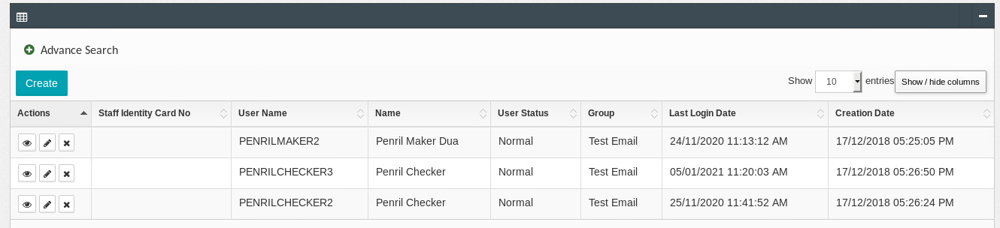 Advance Search
Create
Show 10 entries Show / hide columns
Actions Staff Identity Card No User Name Name User Status Group Last Login Date Creation Date
PENRILMAKER2 Penril Maker Dua Normal Test Email 24/11/2020 11:13:12 AM 17/12/2018 05:25:05 PM
PENRILCHECKER3 Penril Checker Normal Test Email 05/01/2021 11:20:03 AM 17/12/2018 05:26:50 PM
PENRILCHECKER2 Penril Checker Normal Test Email 25/11/2020 11:41:52 AM 17/12/2018 05:26:24 PM